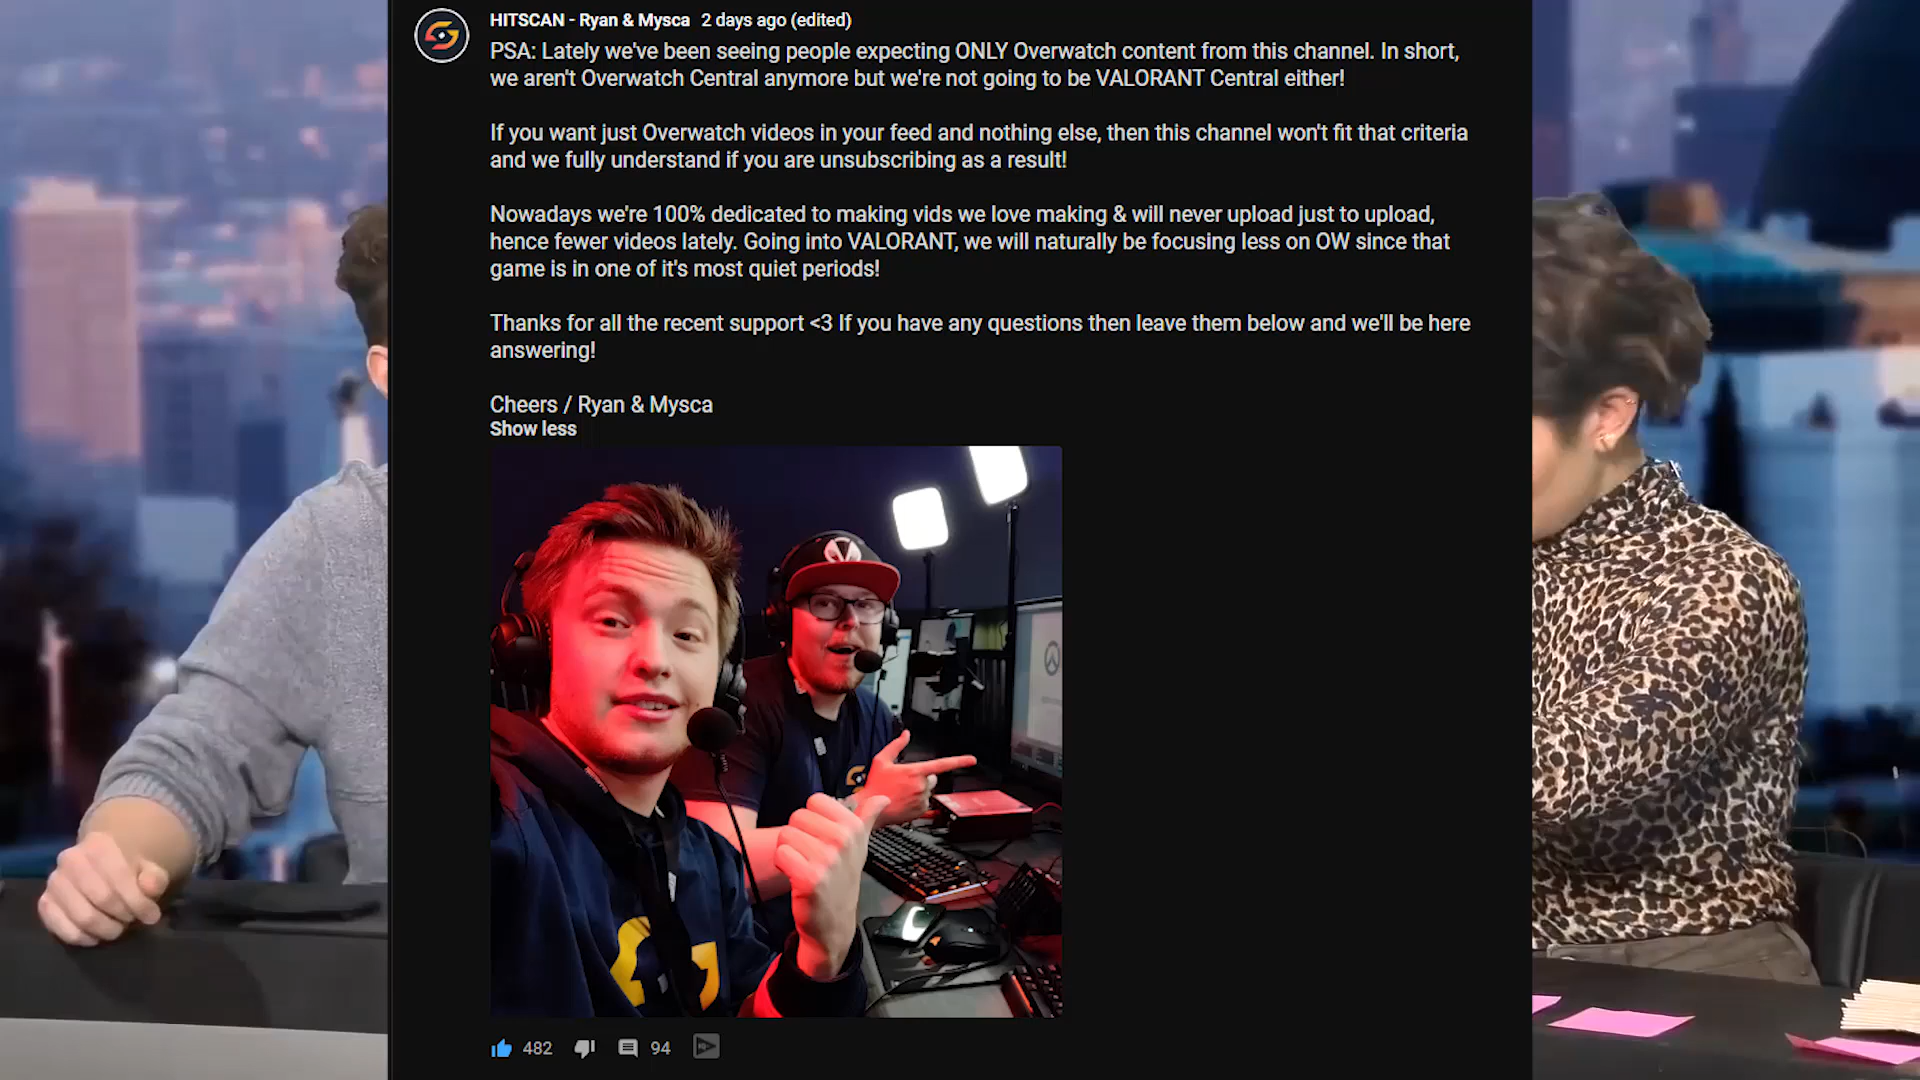 HITSCAN - Ryan & Mysca 2 days ago (edited)
PSA: Lately we've been seeing people expecting ONLY Overwatch content from this channel. In short,
we aren't Overwatch Central anymore but we're not going to be VALORANT Central either!
If you want just Overwatch videos in your feed and nothing else, then this channel won't fit that criteria
and we fully understand if you are unsubscribing as a result!
Nowadays we're 100% dedicated to making vids we love making & will never upload just to upload,
hence fewer videos lately. Going into VALORANT, we will naturally be focusing less on OW since that
game is in one of it's most quiet periods!
Thanks for all the recent support <3 If you have any questions then leave them below and we'll be here
answering!
Cheers / Ryan & Mysca
Show less
482 94